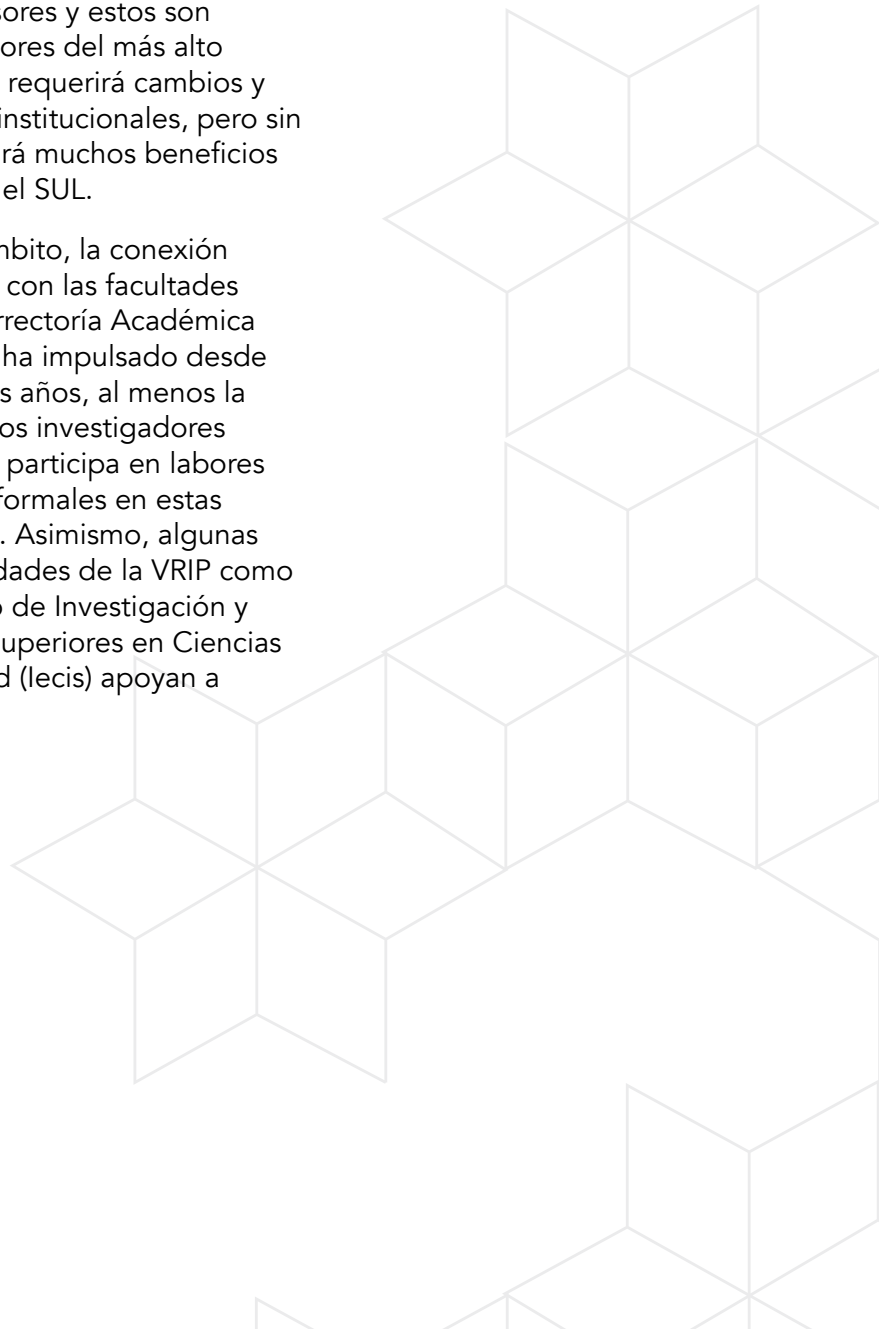 sores y estos son
ores del más alto
requerirá cambios y
institucionales, pero sin
rá muchos beneficios
el SUL.
nbito, la conexión
con las facultades
rrectoría Académica
ha impulsado desde
s años, al menos la
os investigadores
participa en labores
formales en estas
. Asimismo, algunas
dades de la VRIP como
o de Investigación y
uperiores en Ciencias
d (Iecis) apoyan a